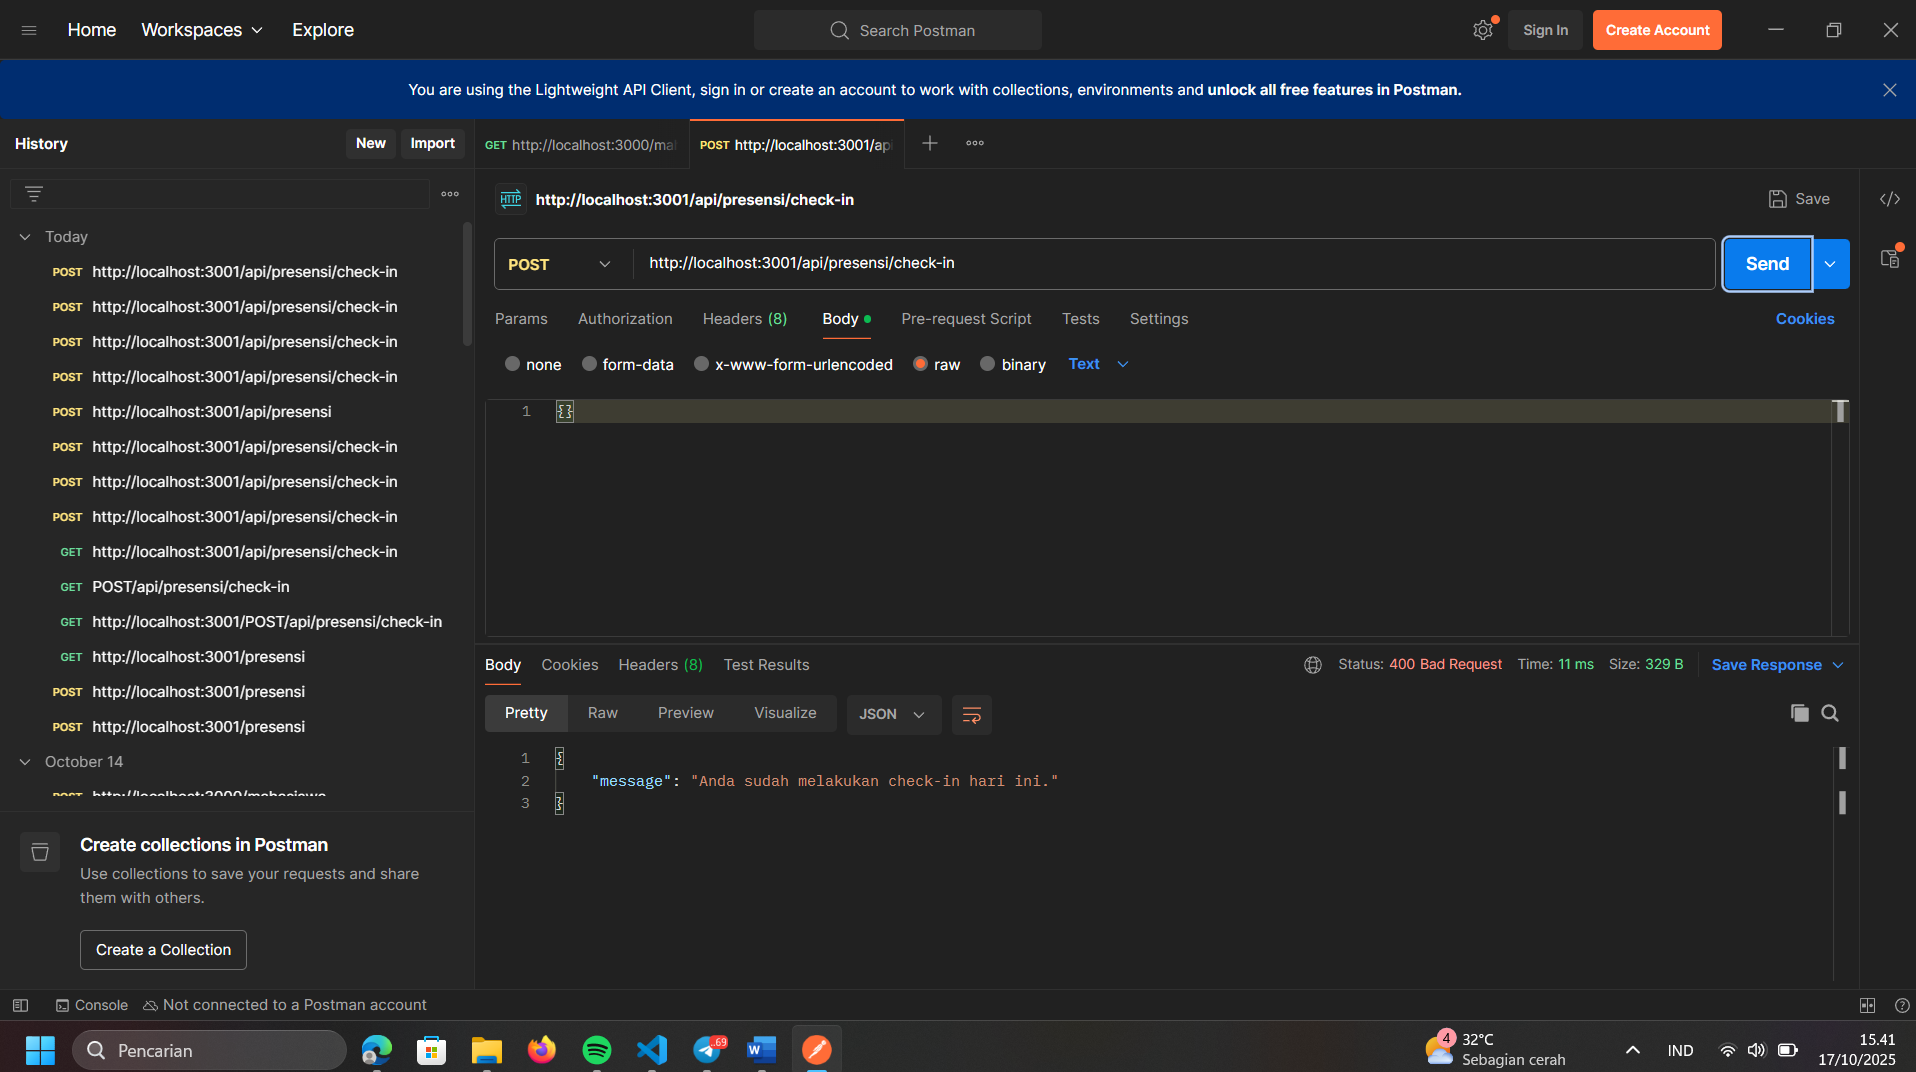 Home Workspaces Explore Search Postman Sign In Create Account
You are using the Lightweight API Client, sign in or create an account to work with collections, environments and unlock all free features in Postman.
History New Import
GET http://localhost:3000/mal POST http://localhost:3001/api
HTTP http://localhost:3001/api/presensi/check-in Save
Today
POST http://localhost:3001/api/presensi/check-in
POST http://localhost:3001/api/presensi/check-in
POST http://localhost:3001/api/presensi/check-in
POST http://localhost:3001/api/presensi/check-in
POST http://localhost:3001/api/presensi
POST http://localhost:3001/api/presensi/check-in
POST http://localhost:3001/api/presensi/check-in
POST http://localhost:3001/api/presensi/check-in
GET http://localhost:3001/api/presensi/check-in
GET POST/api/presensi/check-in
GET http://localhost:3001/POST/api/presensi/check-in
GET http://localhost:3001/presensi
POST http://localhost:3001/presensi
POST http://localhost:3001/presensi
October 14
POST http://localhost:3000/mahasiswa
Create collections in Postman
Use collections to save your requests and share
them with others.
Create a Collection
POST http://localhost:3001/api/presensi/check-in Send
Params Authorization Headers (8) Body Pre-request Script Tests Settings Cookies
none form-data x-www-form-urlencoded raw binary Text
1 {}
Body Cookies Headers (8) Test Results Status: 400 Bad Request Time: 11 ms Size: 329 B Save Response
Pretty Raw Preview Visualize JSON
1 {
2 "message": "Anda sudah melakukan check-in hari ini."
3 }
Console Not connected to a Postman account
Pencarian .69 W 4 32°C IND 15.41
Sebagian cerah 17/10/2025